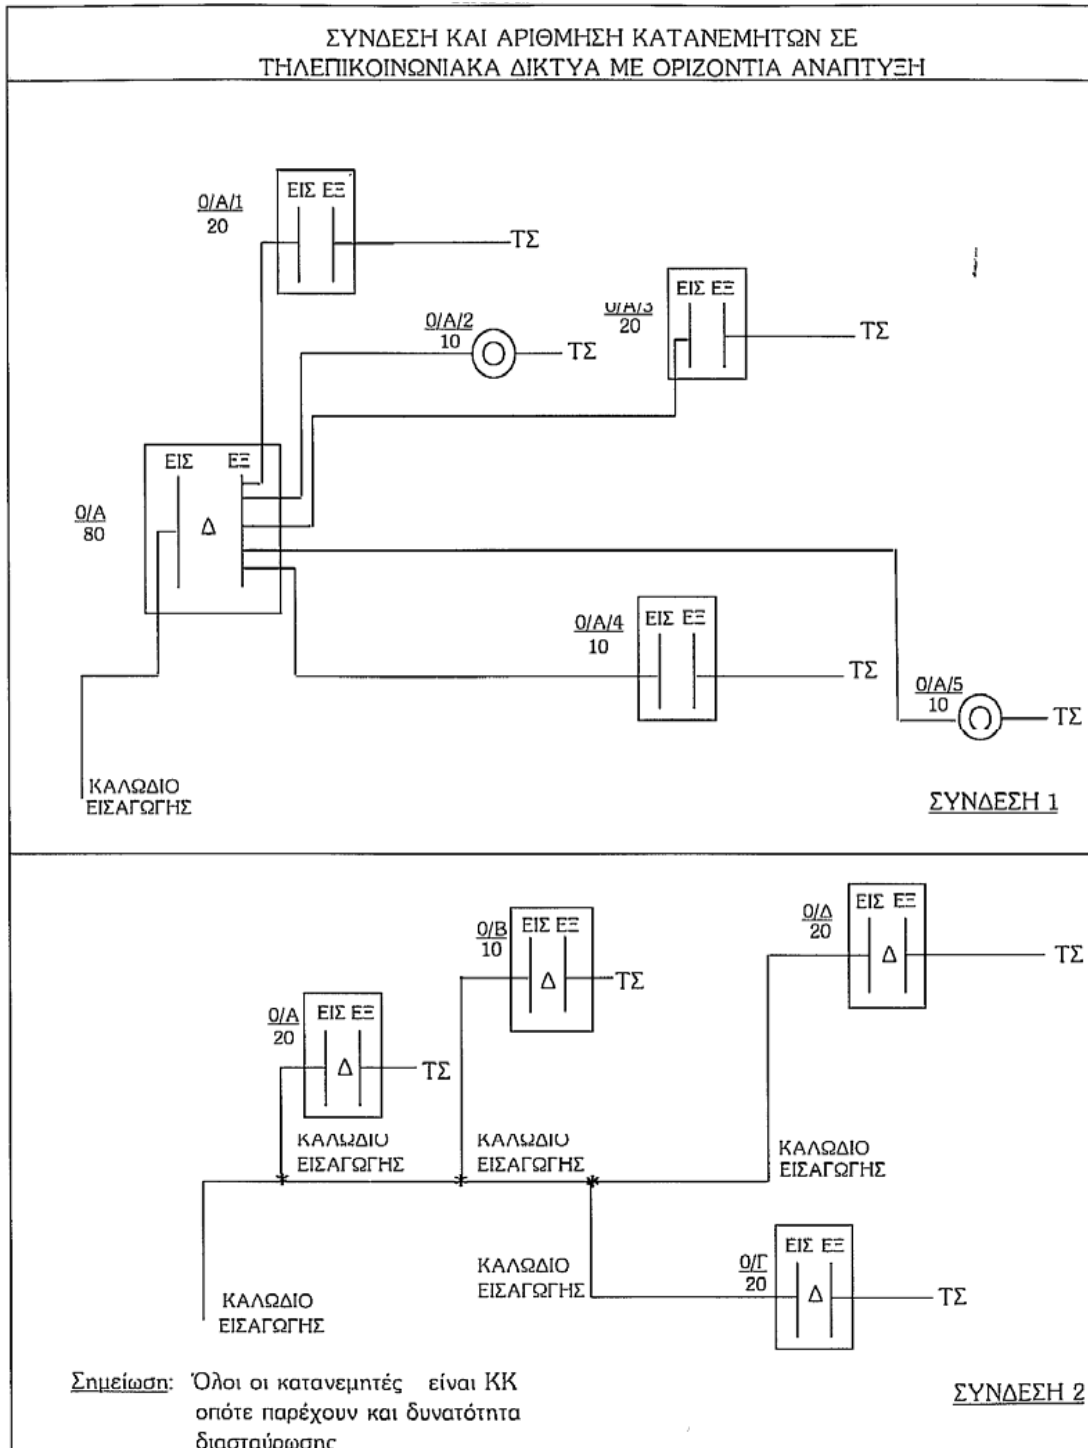 ΣΥΝΔΕΣΗ ΚΑΙ ΑΡΙΘΜΗΣΗ ΚΑΤΑΝΕΜΗΤΩΝ ΣΕ
ΤΗΛΕΠΙΚΟΙΝΩΝΙΑΚΑ ΔΙΚΤΥΑ ΜΕ ΟΡΙΖΟΝΤΙΑ ΑΝΑΠΤΥΞΗ
0/Α/1
20
ΕΙΣ ΕΞ
ΤΣ
0/Α/2
10
ΤΣ
0/Α/3
20
ΕΙΣ ΕΞ
ΤΣ
0/Α
80
ΕΙΣ ΕΞ
Δ
0/Α/4
10
ΕΙΣ ΕΞ
ΤΣ
0/Α/5
10
ΤΣ
ΚΑΛΩΔΙΟ
ΕΙΣΑΓΩΓΗΣ
ΣΥΝΔΕΣΗ 1
0/Α
20
ΕΙΣ ΕΞ
Δ
ΤΣ
0/Β
10
ΕΙΣ ΕΞ
Δ
ΤΣ
0/Δ
20
ΕΙΣ ΕΞ
Δ
ΤΣ
ΚΑΛΩΔΙΟ
ΕΙΣΑΓΩΓΗΣ
ΚΑΛΩΔΙΟ
ΕΙΣΑΓΩΓΗΣ
ΚΑΛΩΔΙΟ
ΕΙΣΑΓΩΓΗΣ
ΚΑΛΩΔΙΟ
ΕΙΣΑΓΩΓΗΣ
0/Γ
20
ΕΙΣ ΕΞ
Δ
ΤΣ
ΚΑΛΩΔΙΟ
ΕΙΣΑΓΩΓΗΣ
Σημείωση: Όλοι οι κατανεμητές είναι ΚΚ
οπότε παρέχουν και δυνατότητα
διασταύρωσης
ΣΥΝΔΕΣΗ 2